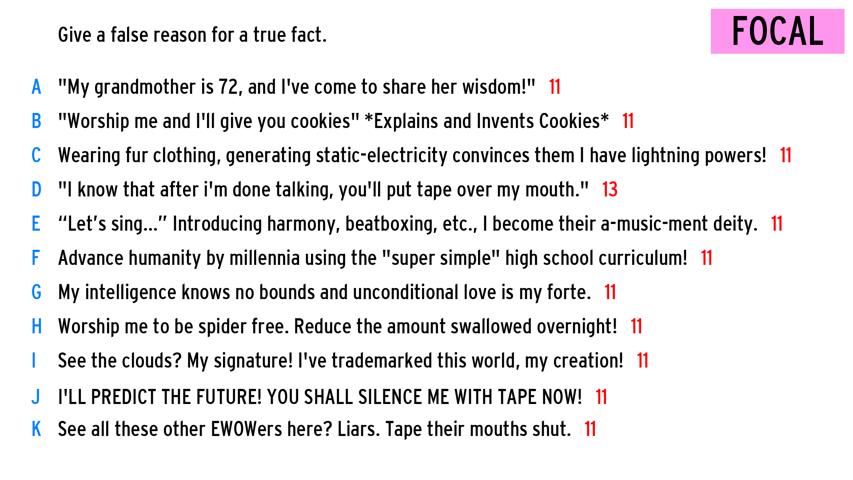 Give a false reason for a true fact.
FOCAL
A "My grandmother is 72, and I've come to share her wisdom!" 11
B "Worship me and I'll give you cookies" *Explains and Invents Cookies* 11
C Wearing fur clothing, generating static-electricity convinces them I have lightning powers! 11
D "I know that after i'm done talking, you'll put tape over my mouth." 13
E “Let’s sing...” Introducing harmony, beatboxing, etc., I become their a-music-ment deity. 11
F Advance humanity by millennia using the "super simple" high school curriculum! 11
G My intelligence knows no bounds and unconditional love is my forte. 11
H Worship me to be spider free. Reduce the amount swallowed overnight! 11
I See the clouds? My signature! I've trademarked this world, my creation! 11
J I'LL PREDICT THE FUTURE! YOU SHALL SILENCE ME WITH TAPE NOW! 11
K See all these other EWOWers here? Liars. Tape their mouths shut. 11